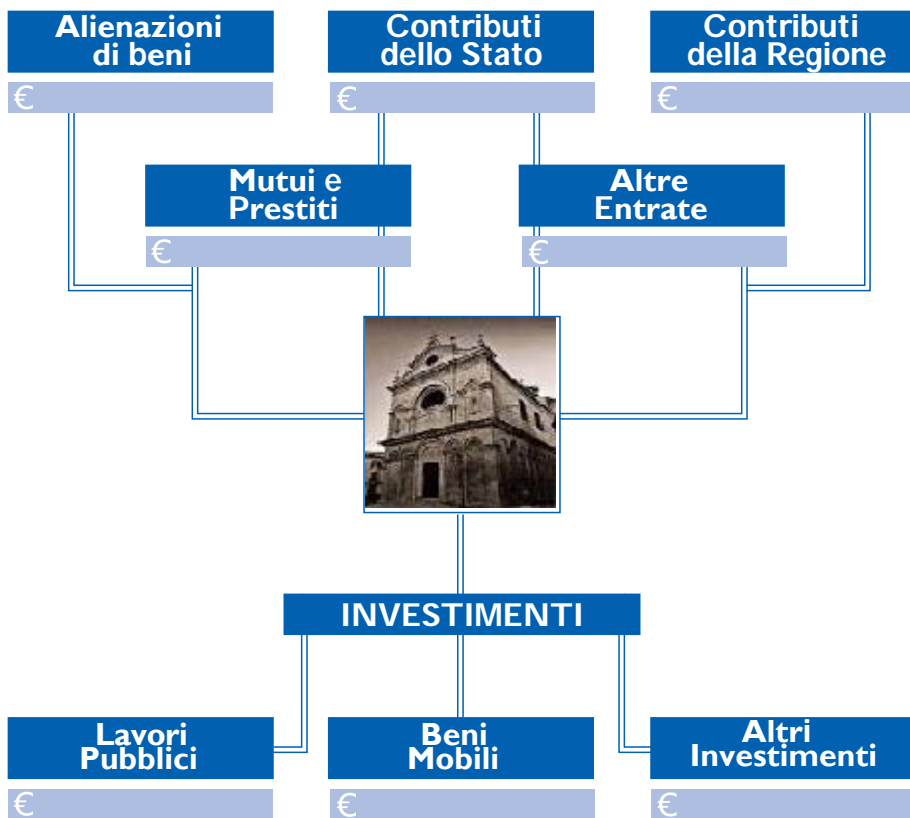 Alienazioni
di beni
€
Contributi
dello Stato
€
Contributi
della Regione
€
Mutui e
Prestiti
€
Altre
Entrate
€
INVESTIMENTI
Lavori
Pubblici
€
Beni
Mobili
€
Altri
Investimenti
€